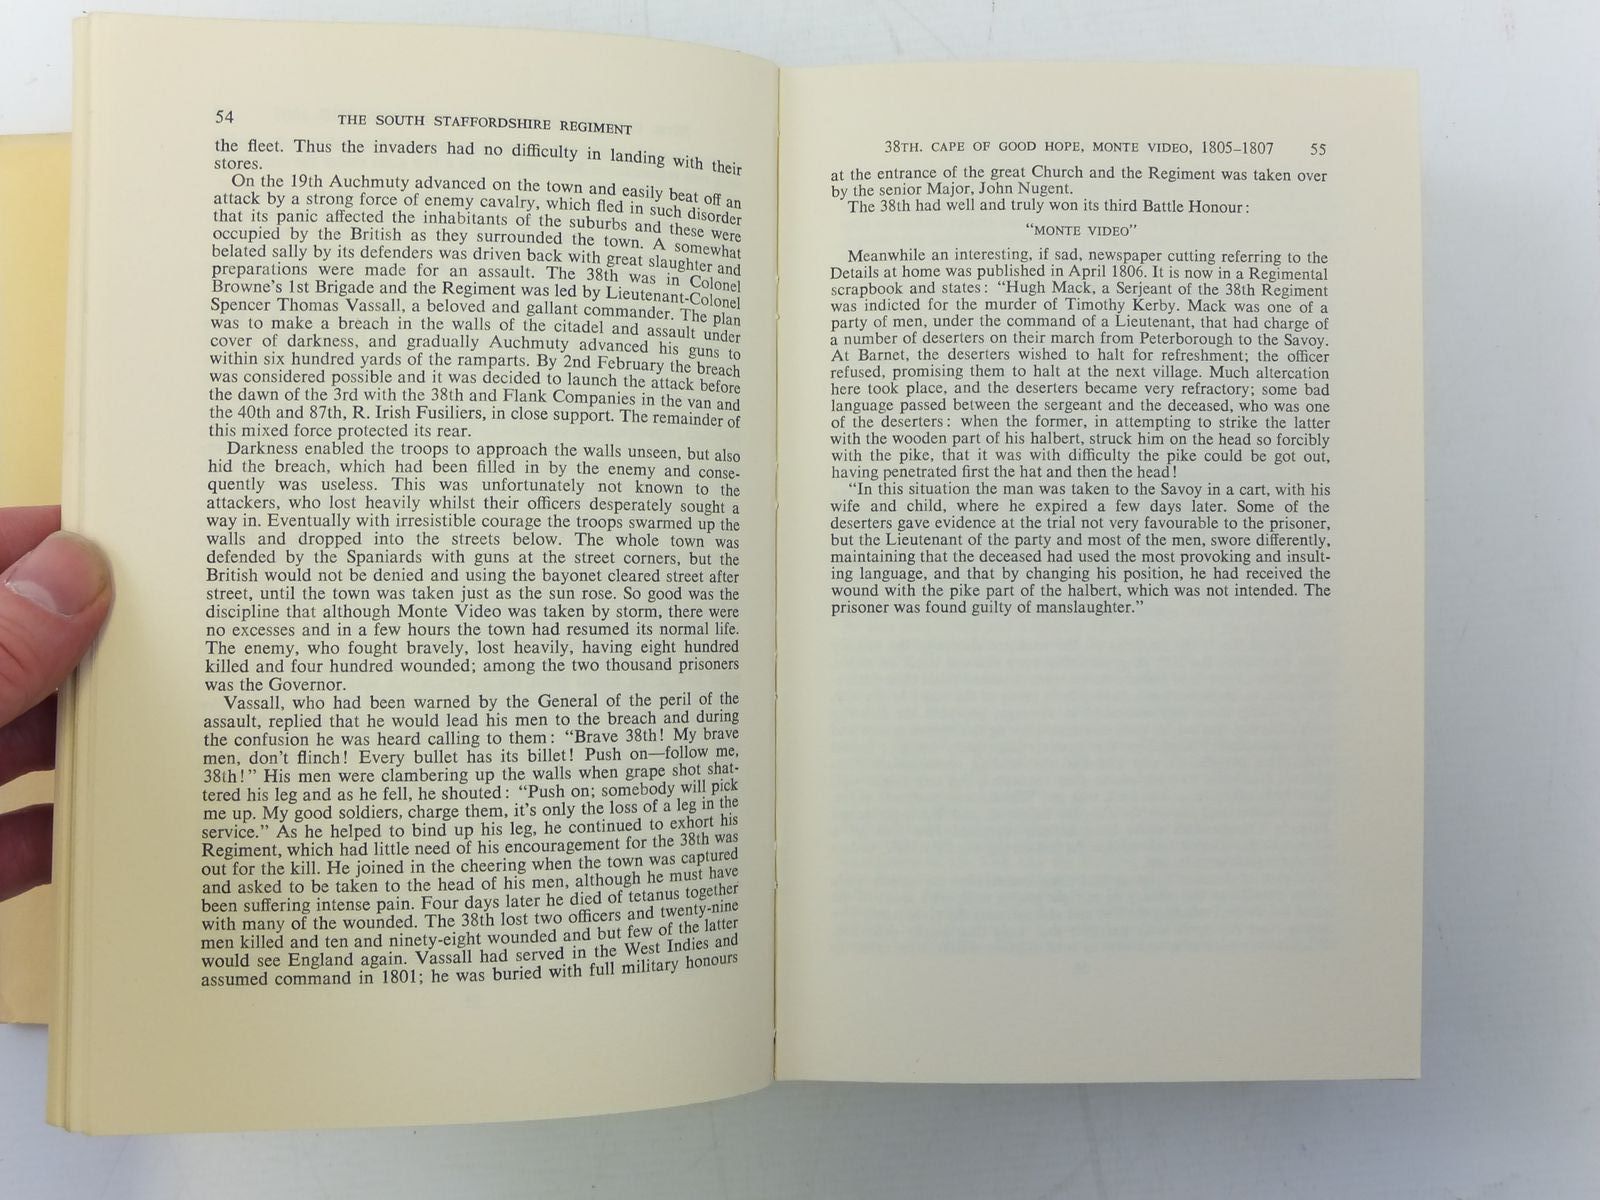 54
THE SOUTH STAFFORDSHIRE REGIMENT
the fleet. Thus the invaders had no difficulty in landing with their
stores.
On the 19th Auchmuty advanced on the town and easily beat off an
attack by a strong force of enemy cavalry, which fled in such disorder
that its panic affected the inhabitants of the suburbs and these were
occupied by the British as they surrounded the town. A somewhat
belated sally by its defenders was driven back with great slaughter and
preparations were made for an assault. The 38th was in Colonel
Browne's 1st Brigade and the Regiment was led by Lieutenant-Colonel
Spencer Thomas Vassall, a beloved and gallant commander. The plan
was to make a breach in the walls of the citadel and assault under
cover of darkness, and gradually Auchmuty advanced his guns to
within six hundred yards of the ramparts. By 2nd February the breach
was considered possible and it was decided to launch the attack before
the dawn of the 3rd with the 38th and Flank Companies in the van and
the 40th and 87th, R. Irish Fusiliers, in close support. The remainder of
this mixed force protected its rear.
Darkness enabled the troops to approach the walls unseen, but also
hid the breach, which had been filled in by the enemy and conse-
quently was useless. This was unfortunately not known to the
attackers, who lost heavily whilst their officers desperately sought a
way in. Eventually with irresistible courage the troops swarmed up the
walls and dropped into the streets below. The whole town was
defended by the Spaniards with guns at the street corners, but the
British would not be denied and using the bayonet cleared street after
street, until the town was taken just as the sun rose. So good was the
discipline that although Monte Video was taken by storm, there were
no excesses and in a few hours the town had resumed its normal life.
The enemy, who fought bravely, lost heavily, having eight hundred
killed and four hundred wounded; among the two thousand prisoners
was the Governor.
Vassall, who had been warned by the General of the peril of the
assault, replied that he would lead his men to the breach and during
the confusion he was heard calling to them: "Brave 38th! My brave
men, don't flinch! Every bullet has its billet! Push on—follow me,
38th!" His men were clambering up the walls when grape shot shat-
tered his leg and as he fell, he shouted: "Push on; somebody will pick
me up. My good soldiers, charge them, it's only the loss of a leg in the
service." As he helped to bind up his leg, he continued to exhort his
Regiment, which had little need of his encouragement for the 38th was
out for the kill. He joined in the cheering when the town was captured
and asked to be taken to the head of his men, although he must have
been suffering intense pain. Four days later he died of tetanus together
with many of the wounded. The 38th lost two officers and twenty-nine
men killed and ten and ninety-eight wounded and but few of the latter
would see England again. Vassall had served in the West Indies and
assumed command in 1801; he was buried with full military honours
38TH. CAPE OF GOOD HOPE, MONTE VIDEO, 1805–1807 55
at the entrance of the great Church and the Regiment was taken over
by the senior Major, John Nugent.
The 38th had well and truly won its third Battle Honour:
"MONTE VIDEO"
Meanwhile an interesting, if sad, newspaper cutting referring to the
Details at home was published in April 1806. It is now in a Regimental
scrapbook and states: "Hugh Mack, a Serjeant of the 38th Regiment
was indicted for the murder of Timothy Kerby. Mack was one of a
party of men, under the command of a Lieutenant, that had charge of
a number of deserters on their march from Peterborough to the Savoy.
At Barnet, the deserters wished to halt for refreshment; the officer
refused, promising them to halt at the next village. Much altercation
here took place, and the deserters became very refractory; some bad
language passed between the sergeant and the deceased, who was one
of the deserters: when the former, in attempting to strike the latter
with the wooden part of his halbert, struck him on the head so forcibly
with the pike, that it was with difficulty the pike could be got out,
having penetrated first the hat and then the head!
"In this situation the man was taken to the Savoy in a cart, with his
wife and child, where he expired a few days later. Some of the
deserters gave evidence at the trial not very favourable to the prisoner,
but the Lieutenant of the party and most of the men, swore differently,
maintaining that the deceased had used the most provoking and insult-
ing language, and that by changing his position, he had received the
wound with the pike part of the halbert, which was not intended. The
prisoner was found guilty of manslaughter."